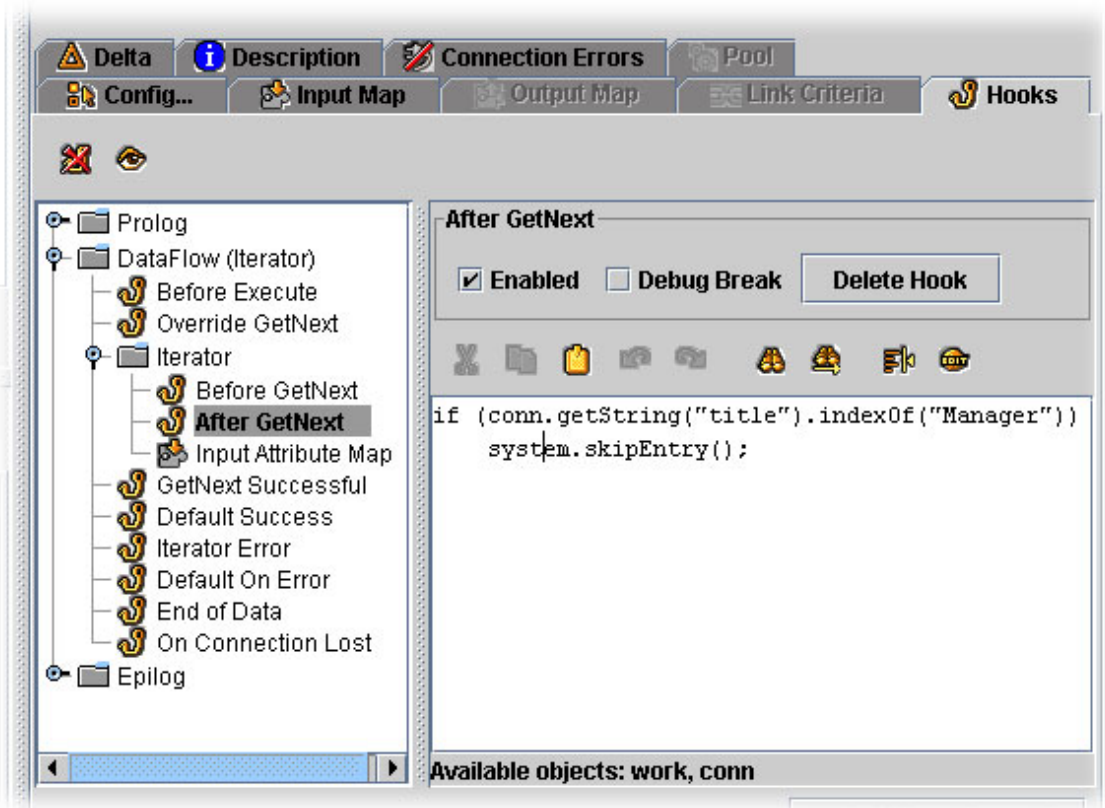 Delta Description Connection Errors Pool
Config... Input Map Output Map Link Criteria Hooks
Prolog
DataFlow (Iterator)
Before Execute
Override GetNext
Iterator
Before GetNext
After GetNext
Input Attribute Map
GetNext Successful
Default Success
Iterator Error
Default On Error
End of Data
On Connection Lost
Epilog
After GetNext
Enabled Debug Break Delete Hook
EDIT
if (conn.getString("title").indexOf("Manager"))
system.skipEntry();
Available objects: work, conn